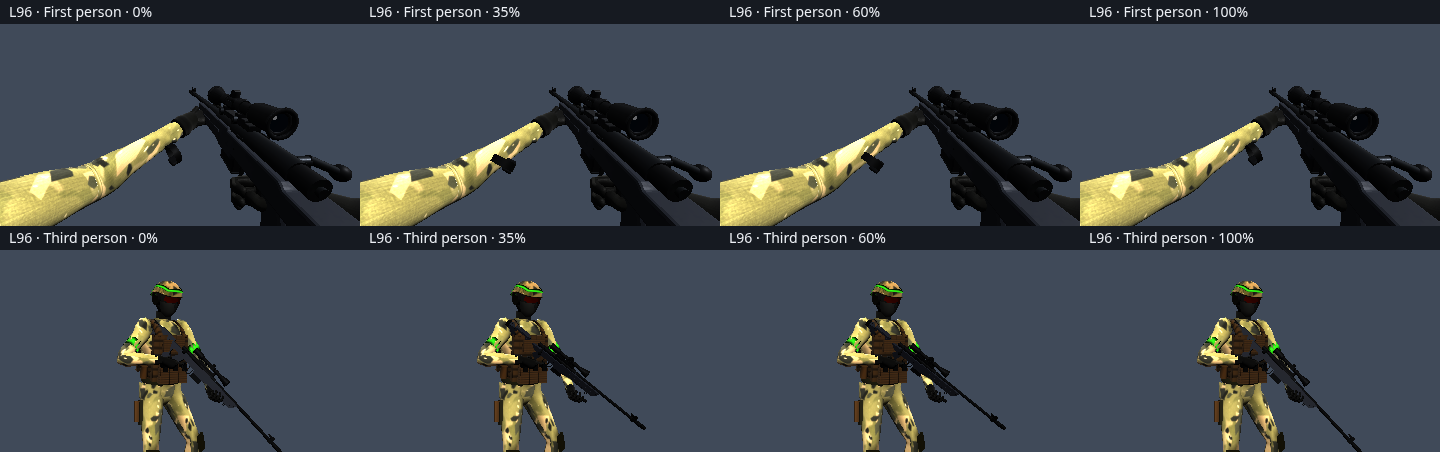 L96 · First person · 0%
L96 · First person · 35%
L96 · First person · 60%
L96 · First person · 100%
L96 · Third person · 0%
L96 · Third person · 35%
L96 · Third person · 60%
L96 · Third person · 100%